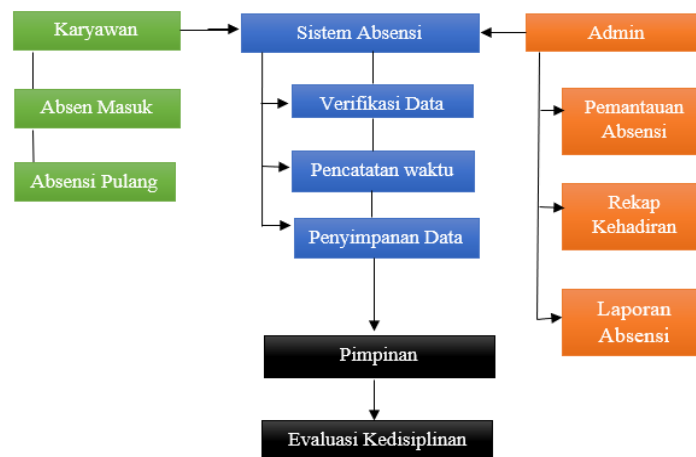 Karyawan
Sistem Absensi
Admin
Absen Masuk
Verifikasi Data
Pemantauan
Absensi
Absensi Pulang
Pencatatan waktu
Rekap
Kehadiran
Penyimpanan Data
Laporan
Absensi
Pimpinan
Evaluasi Kedisiplinan